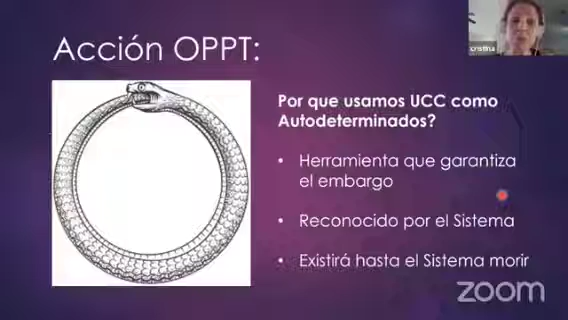 cristina
Acción OPPT:
Por que usamos UCC como
Autodeterminados?
• Herramienta que garantiza
el embargo
• Reconocido por el Sistema
• Existirá hasta el Sistema morir
zoom